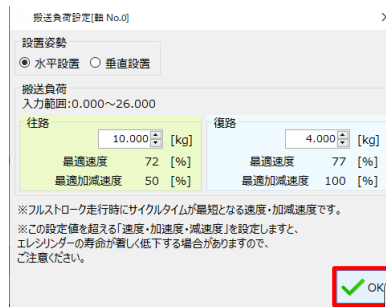 搬送負荷設定[軸 No.0]
設置姿勢
水平設置 垂直設置
搬送負荷
入力範囲:0.000～26.000
往路
10.000 [kg]
最適速度 72 [%]
最適加減速度 50 [%]
復路
4.000 [kg]
最適速度 77 [%]
最適加減速度 100 [%]
※フルストローク走行時にサイクルタイムが最短となる速度・加減速度です。
※この設定値を超える「速度・加速度・減速度」を設定しますと、
エレシリンダーの寿命が著しく低下する場合がありますので、
ご注意ください。
OK